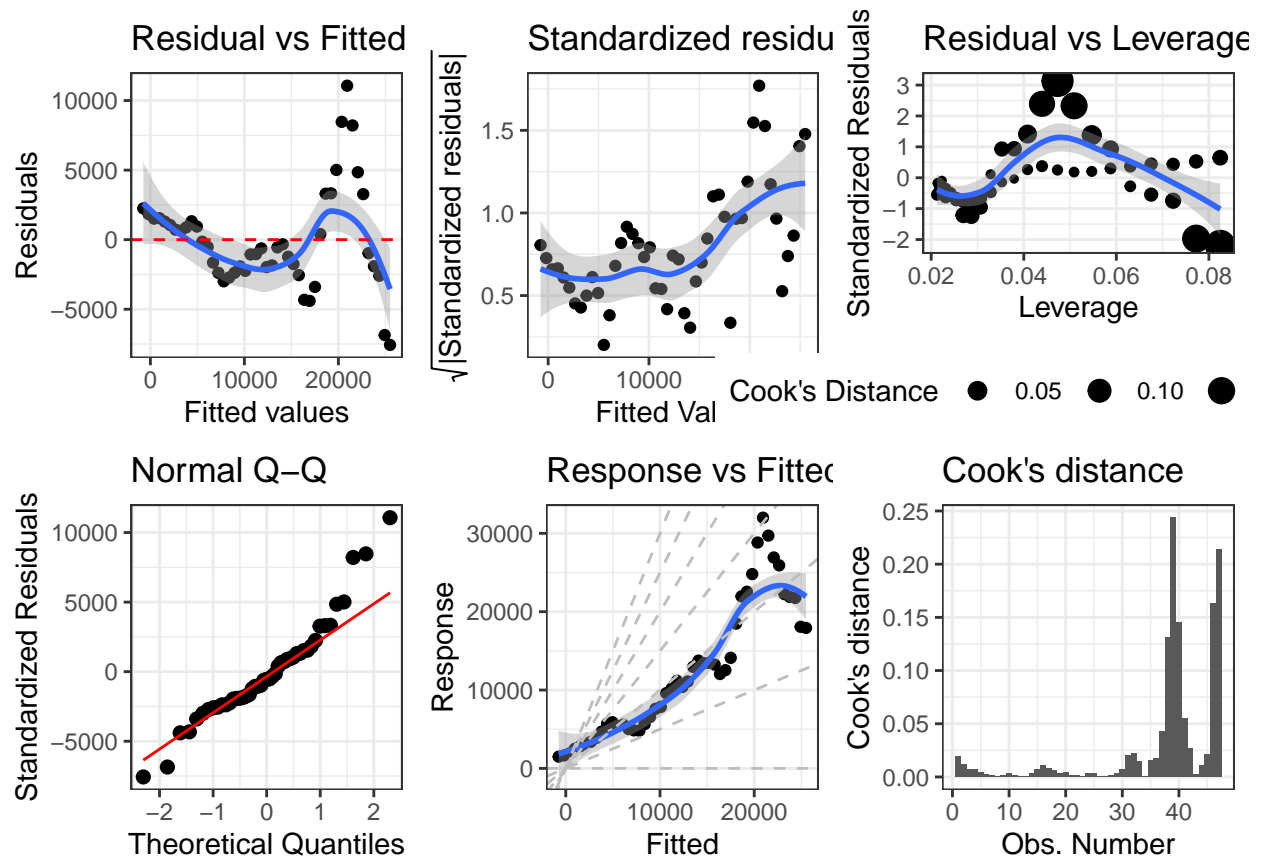 Residual vs Fitted
Residuals
10000
5000
0
−5000
0 10000 20000
Fitted values
Standardized residu
√|Standardized residuals|
1.5
1.0
0.5
0 10000
Fitted Val
Residual vs Leverage
Standardized Residuals
3
2
1
0
−1
−2
0.02 0.04 0.06 0.08
Leverage
Cook's Distance 0.05 0.10
Normal Q−Q
Standardized Residuals
10000
5000
0
−5000
−2 −1 0 1 2
Theoretical Quantiles
Response vs Fitted
Response
30000
20000
10000
0
0 10000 20000
Fitted
Cook's distance
Cook's distance
0.25
0.20
0.15
0.10
0.05
0.00
0 10 20 30 40
Obs. Number